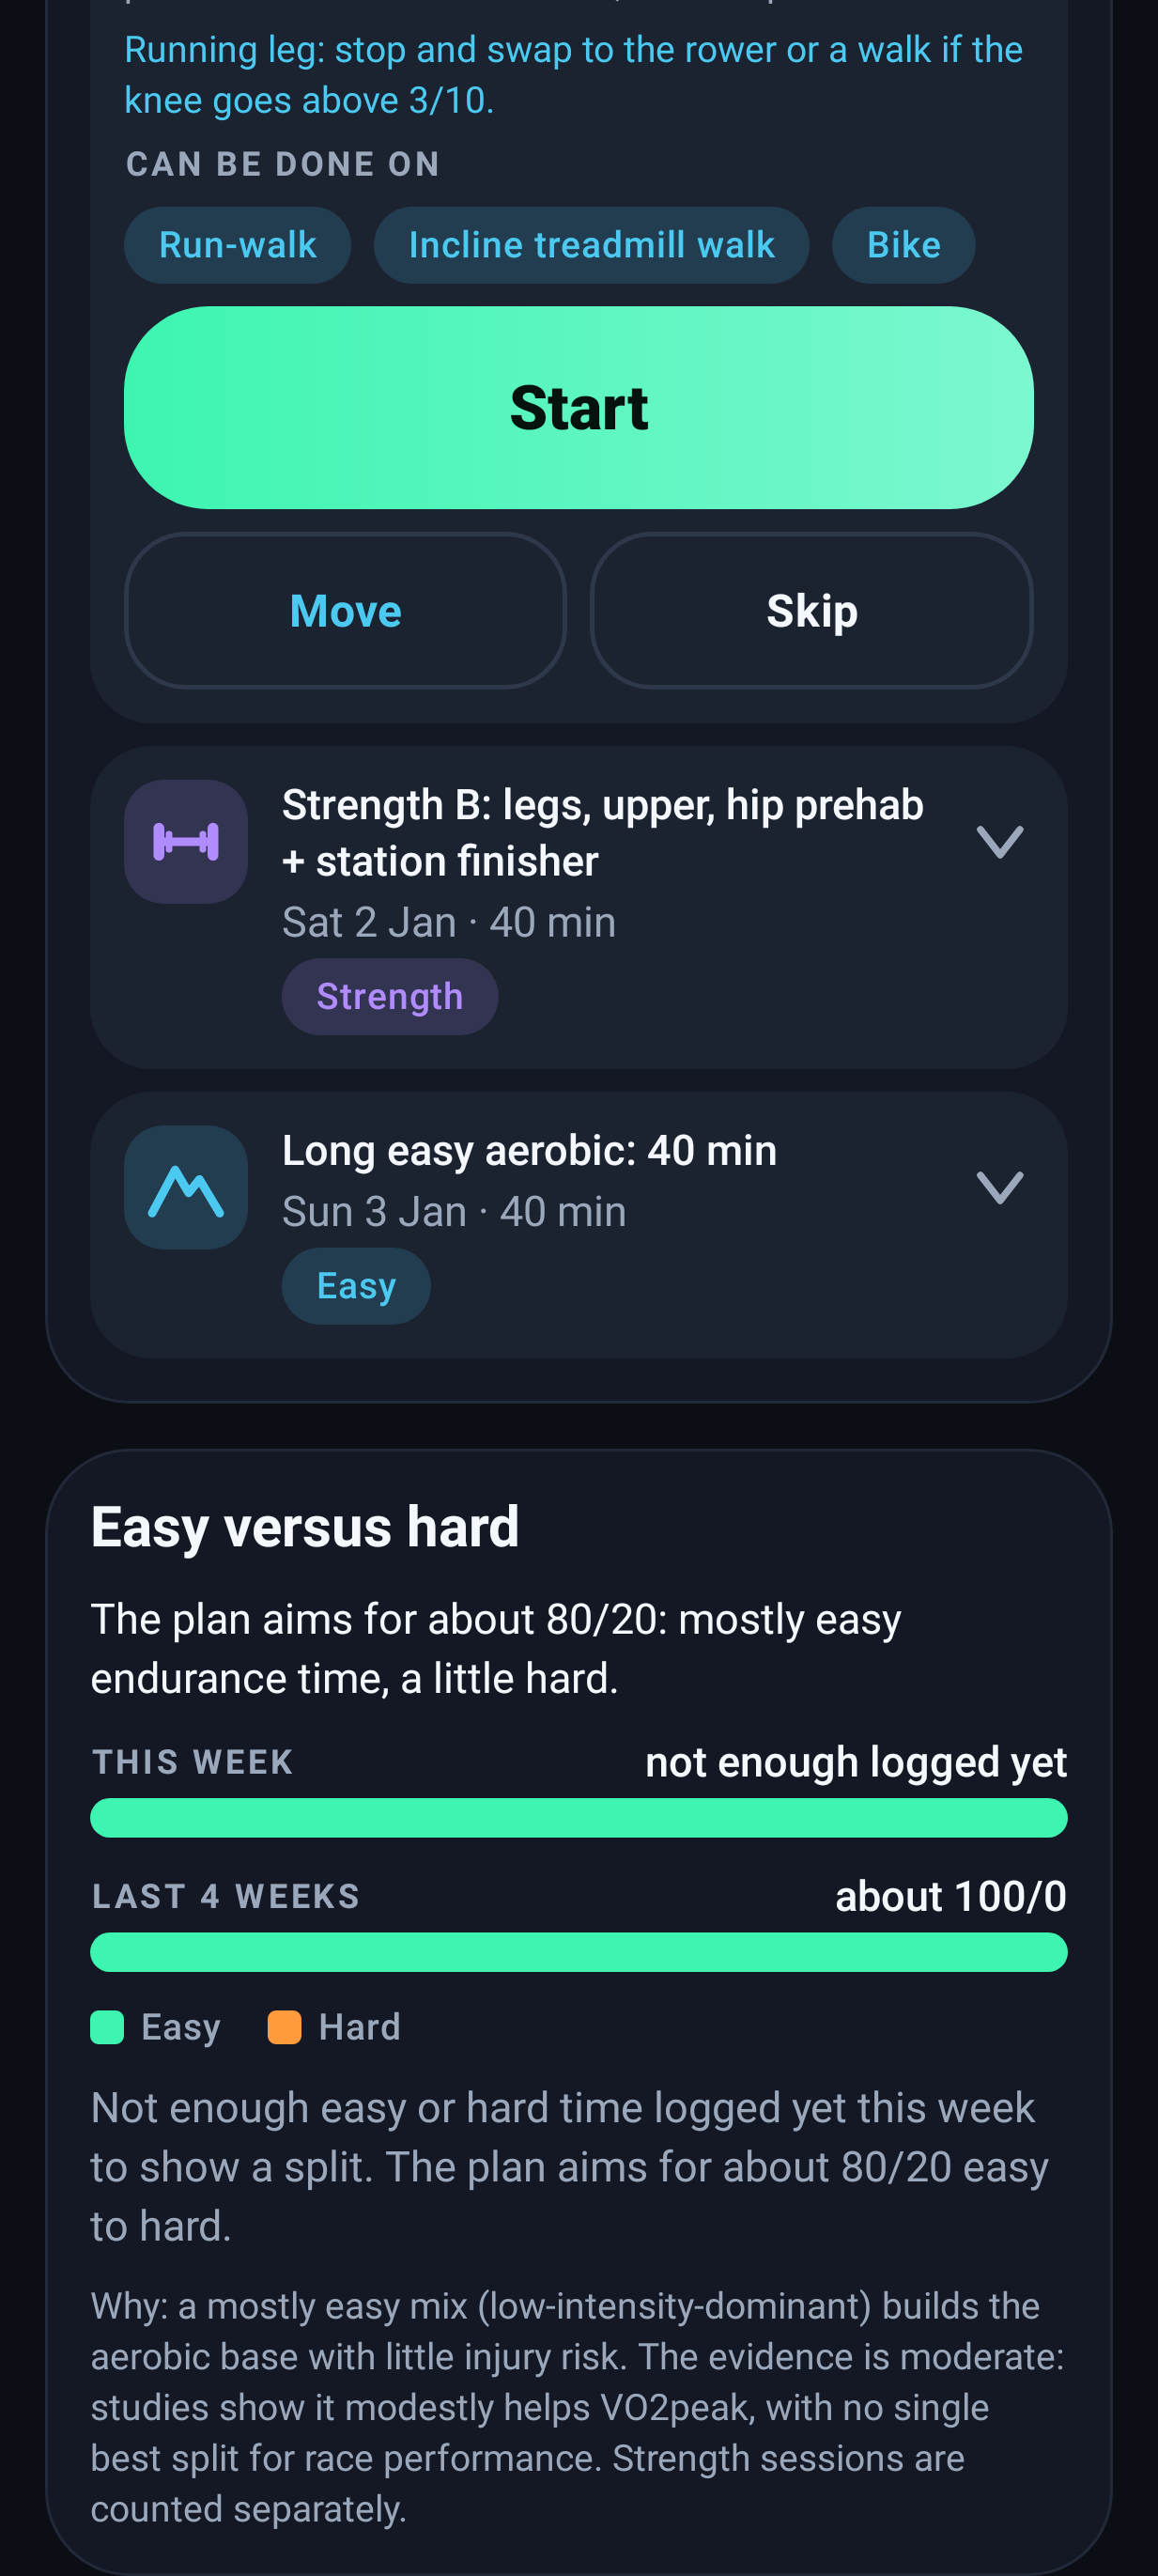 Running leg: stop and swap to the rower or a walk if the
knee goes above 3/10.
CAN BE DONE ON
Run-walk
Incline treadmill walk
Bike
Start
Move
Skip
Strength B: legs, upper, hip prehab
+ station finisher
Sat 2 Jan · 40 min
Strength
Long easy aerobic: 40 min
Sun 3 Jan · 40 min
Easy
Easy versus hard
The plan aims for about 80/20: mostly easy
endurance time, a little hard.
THIS WEEK
not enough logged yet
LAST 4 WEEKS
about 100/0
Easy
Hard
Not enough easy or hard time logged yet this week
to show a split. The plan aims for about 80/20 easy
to hard.
Why: a mostly easy mix (low-intensity-dominant) builds the
aerobic base with little injury risk. The evidence is moderate:
studies show it modestly helps VO2peak, with no single
best split for race performance. Strength sessions are
counted separately.